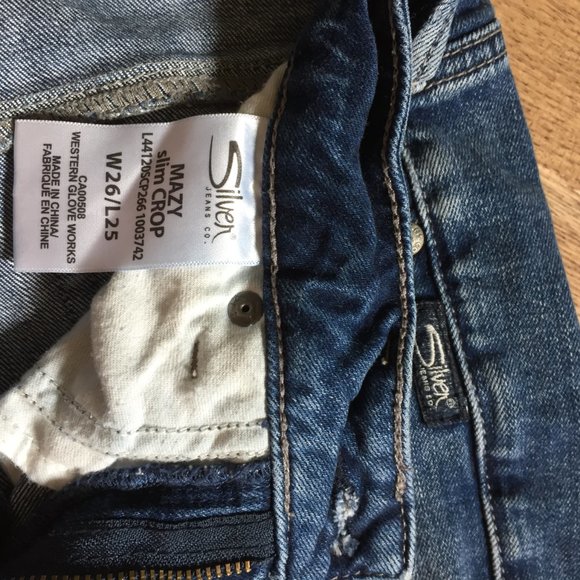 Silver
JEANS CO.
MAZY
slim CROP
L44120SCP266 1003742
W26/L25
CA00508
WESTERN GLOVE WORKS
MADE IN CHINA/
FABRIQUE EN CHINE
Silver
JEANS CO.